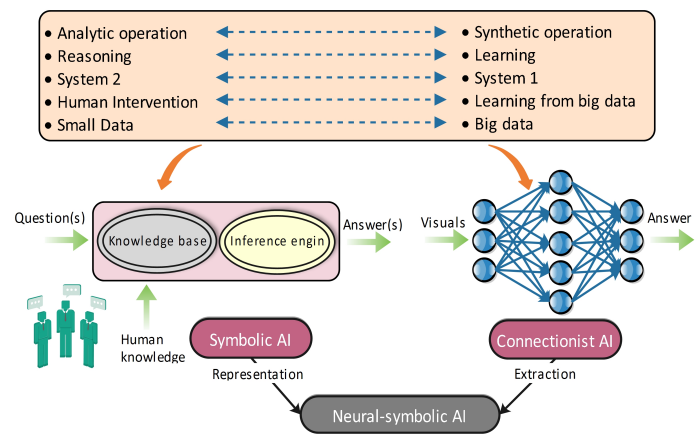 Analytic operation
Reasoning
System 2
Human Intervention
Small Data
Synthetic operation
Learning
System 1
Learning from big data
Big data
Question(s)
Knowledge base
Inference engin
Answer(s)
Visuals
Answer
Human
knowledge
Symbolic AI
Connectionist AI
Representation
Extraction
Neural-symbolic AI